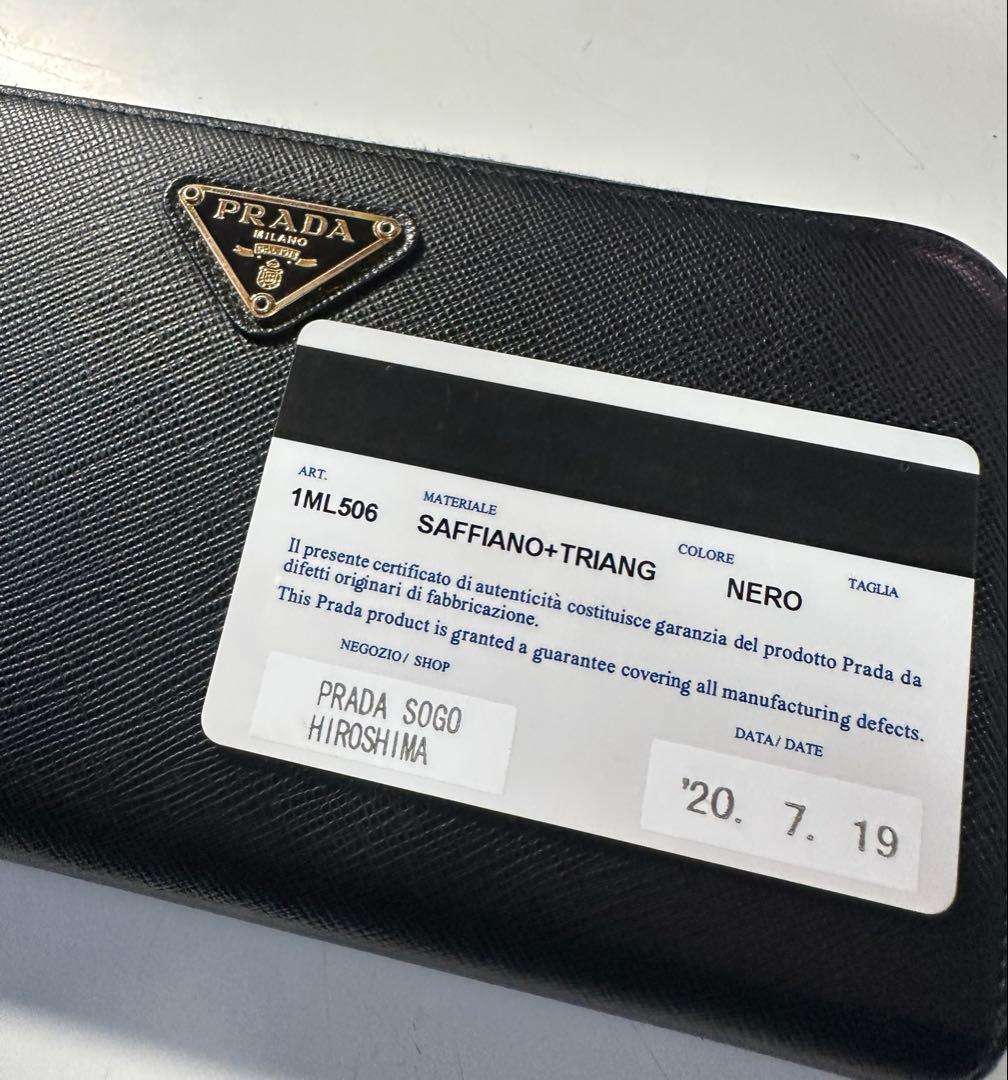 PRADA
MILANO
ART.
1ML506
MATERIALE
SAFFIANO+TRIANG
COLORE
NERO
TAGLIA
Il presente certificato di autenticità costituisce garanzia del prodotto Prada da
difetti originari di fabbricazione.
This Prada product is granted a guarantee covering all manufacturing defects.
NEGOZIO/ SHOP
PRADA SOGO
HIROSHIMA
DATA/ DATE
'20. 7. 19